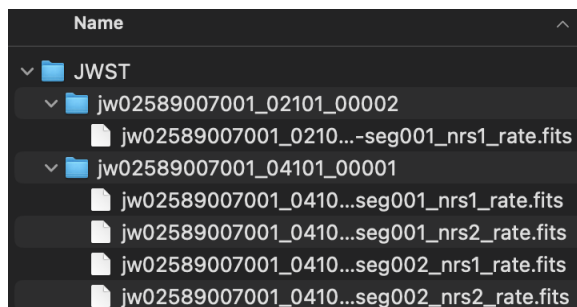 Name
JWST
jw02589007001_02101_00002
jw02589007001_0210...-seg001_nrs1_rate.fits
jw02589007001_04101_00001
jw02589007001_0410...seg001_nrs1_rate.fits
jw02589007001_0410...seg001_nrs2_rate.fits
jw02589007001_0410...seg002_nrs1_rate.fits
jw02589007001_0410...seg002_nrs2_rate.fits